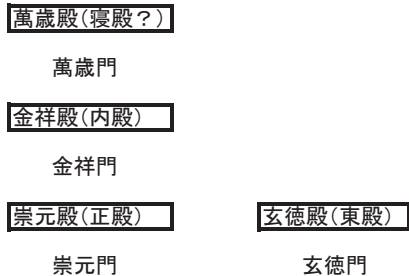 萬歳殿(寝殿？)
萬歳門
金祥殿(内殿)
金祥門
崇元殿(正殿) 玄徳殿(東殿)
崇元門 玄徳門